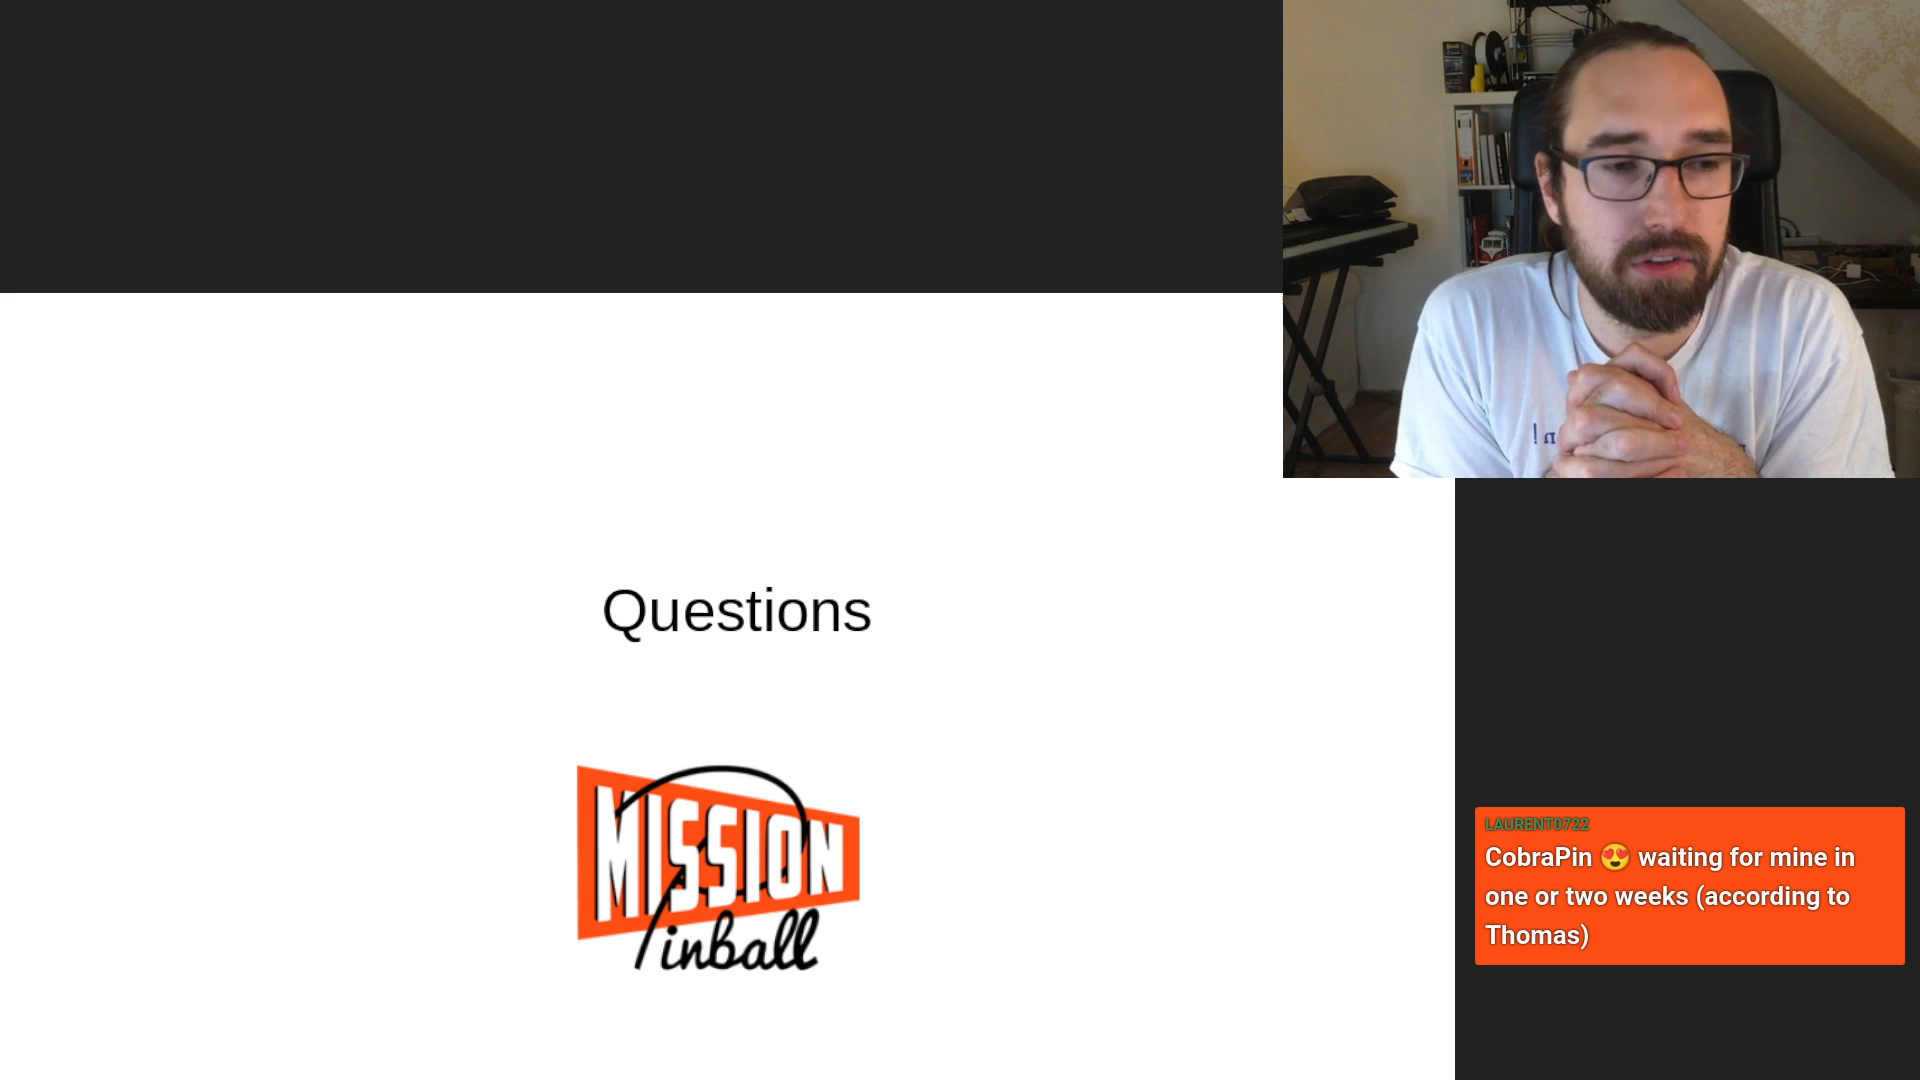 Questions
MISSION
Pinball
LAURENT0722
CobraPin 😍 waiting for mine in
one or two weeks (according to
Thomas)